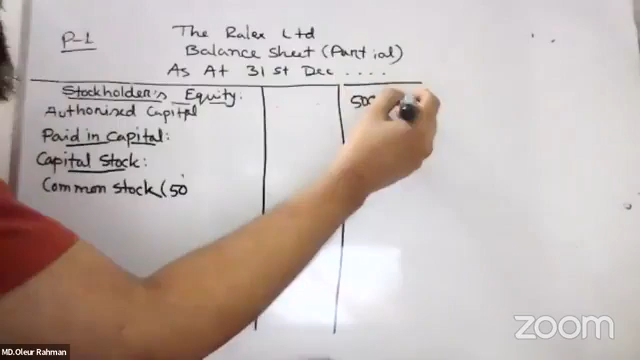 P-1
The Ralex Ltd
Balance Sheet (Partial)
As At 31st Dec ....
Stockholder's Equity:
Authorised Capital
500
Paid in Capital:
Capital Stock:
Common Stock (50
MD.Oleur Rahman
zoom